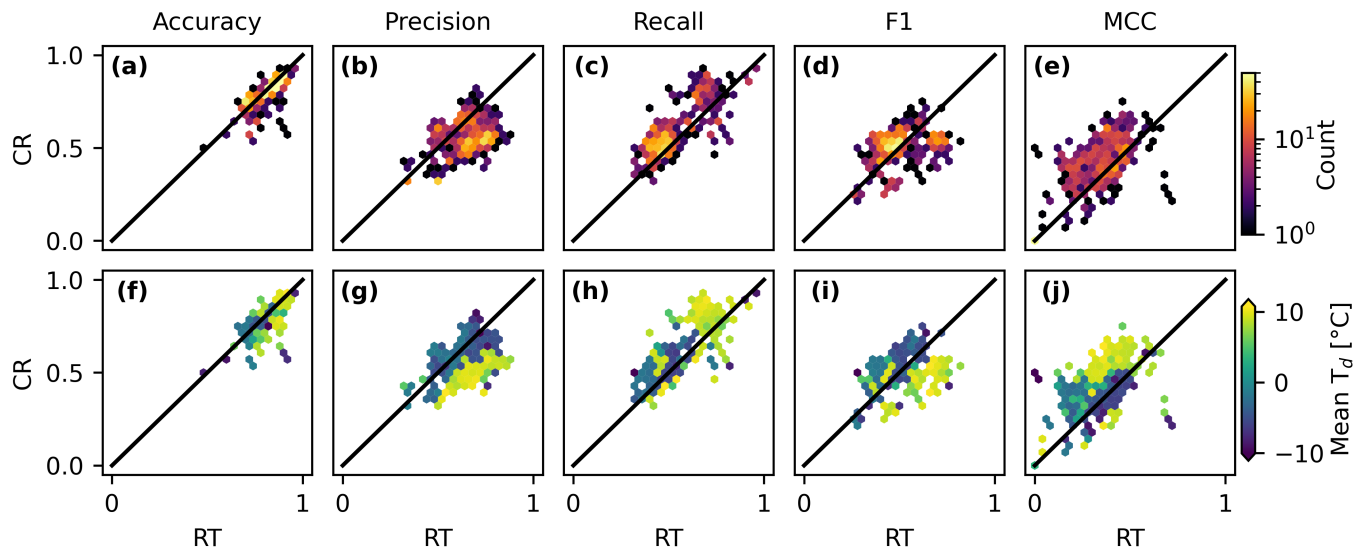 Accuracy Precision Recall F1 MCC
1.0 (a) (b) (c) (d) (e)
CR 0.5 10¹ Count
0.0 10⁰
1.0 (f) (g) (h) (i) (j) 10
CR 0.5 0 Mean T_d [°C]
0.0 −10
0 1 0 1 0 1 0 1 0 1
RT RT RT RT RT